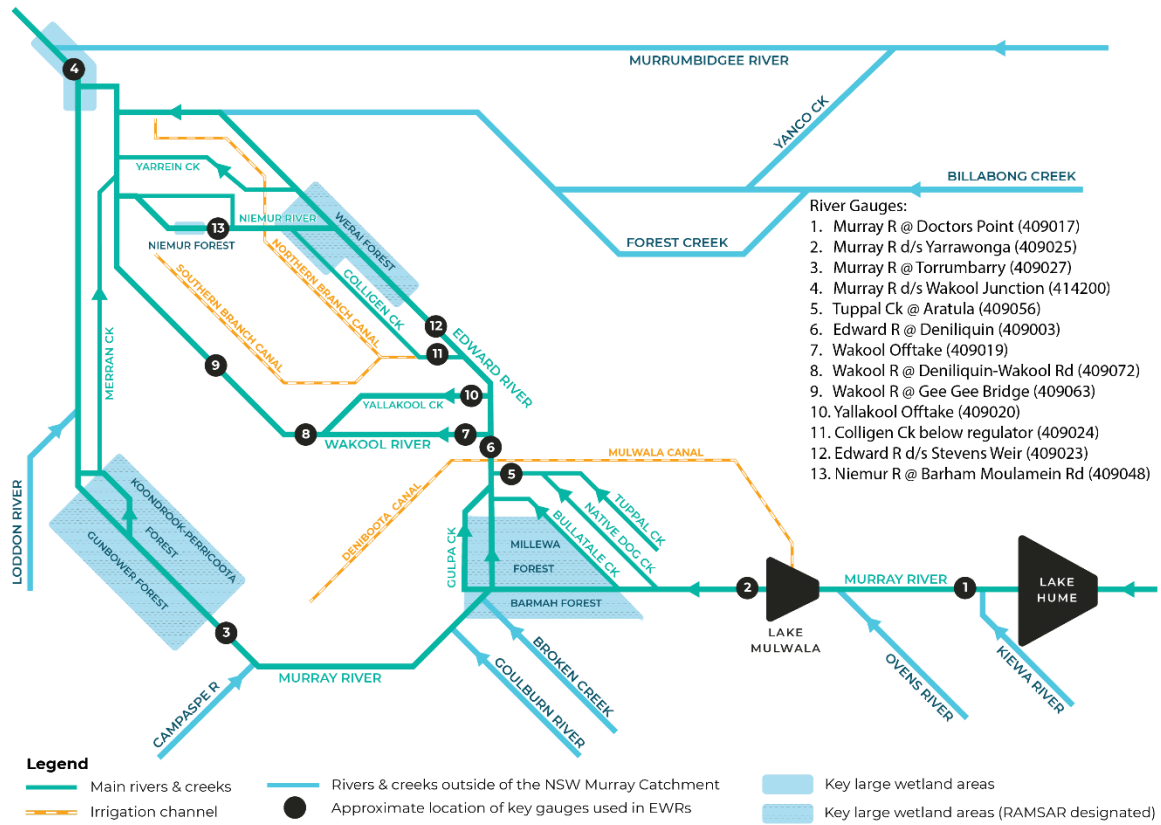 4
MURRUMBIDGEE RIVER
YANCO CK
BILLABONG CREEK
FOREST CREEK
YARREIN CK
NIEMUR RIVER
WERAI FOREST
13
NIEMUR FOREST
NORTHERN BRANCH CANAL
SOUTHERN BRANCH CANAL
COLLIGEN CK
12
EDWARD RIVER
11
MERRAN CK
9
10
YALLAKOOL CK
8
WAKOOL RIVER
7
6
MULWALA CANAL
5
River Gauges:
1. Murray R @ Doctors Point (409017)
2. Murray R d/s Yarrawonga (409025)
3. Murray R @ Torrumbarry (409027)
4. Murray R d/s Wakool Junction (414200)
5. Tuppal Ck @ Aratula (409056)
6. Edward R @ Deniliquin (409003)
7. Wakool Offtake (409019)
8. Wakool R @ Deniliquin-Wakool Rd (409072)
9. Wakool R @ Gee Gee Bridge (409063)
10. Yallakool Offtake (409020)
11. Colligen Ck below regulator (409024)
12. Edward R d/s Stevens Weir (409023)
13. Niemur R @ Barham Moulamein Rd (409048)
LODDON RIVER
KOONDROOK-PERRICOOTA
FOREST
GUNBOWER FOREST
DENIBOOTA CANAL
GULPA CK
TUPPAL CK
NATIVE DOG CK
BULLATALE CK
MILLEWA
FOREST
BARMAH FOREST
2
MURRAY RIVER
1
LAKE
HUME
LAKE
MULWALA
3
MURRAY RIVER
CAMPASPE R
GOULBURN RIVER
BROKEN CREEK
OVENS RIVER
KIEWA RIVER
Legend
Main rivers & creeks
Irrigation channel
Rivers & creeks outside of the NSW Murray Catchment
Approximate location of key gauges used in EWRs
Key large wetland areas
Key large wetland areas (RAMSAR designated)